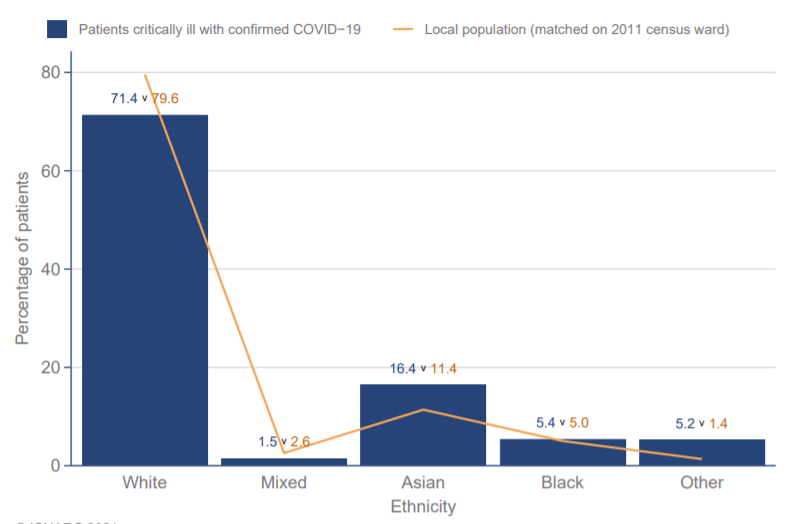 Patients critically ill with confirmed COVID−19 Local population (matched on 2011 census ward)
Percentage of patients
80
60
40
20
0
71.4 v 79.6
1.5 v 2.6
16.4 v 11.4
5.4 v 5.0
5.2 v 1.4
White Mixed Asian Black Other
Ethnicity